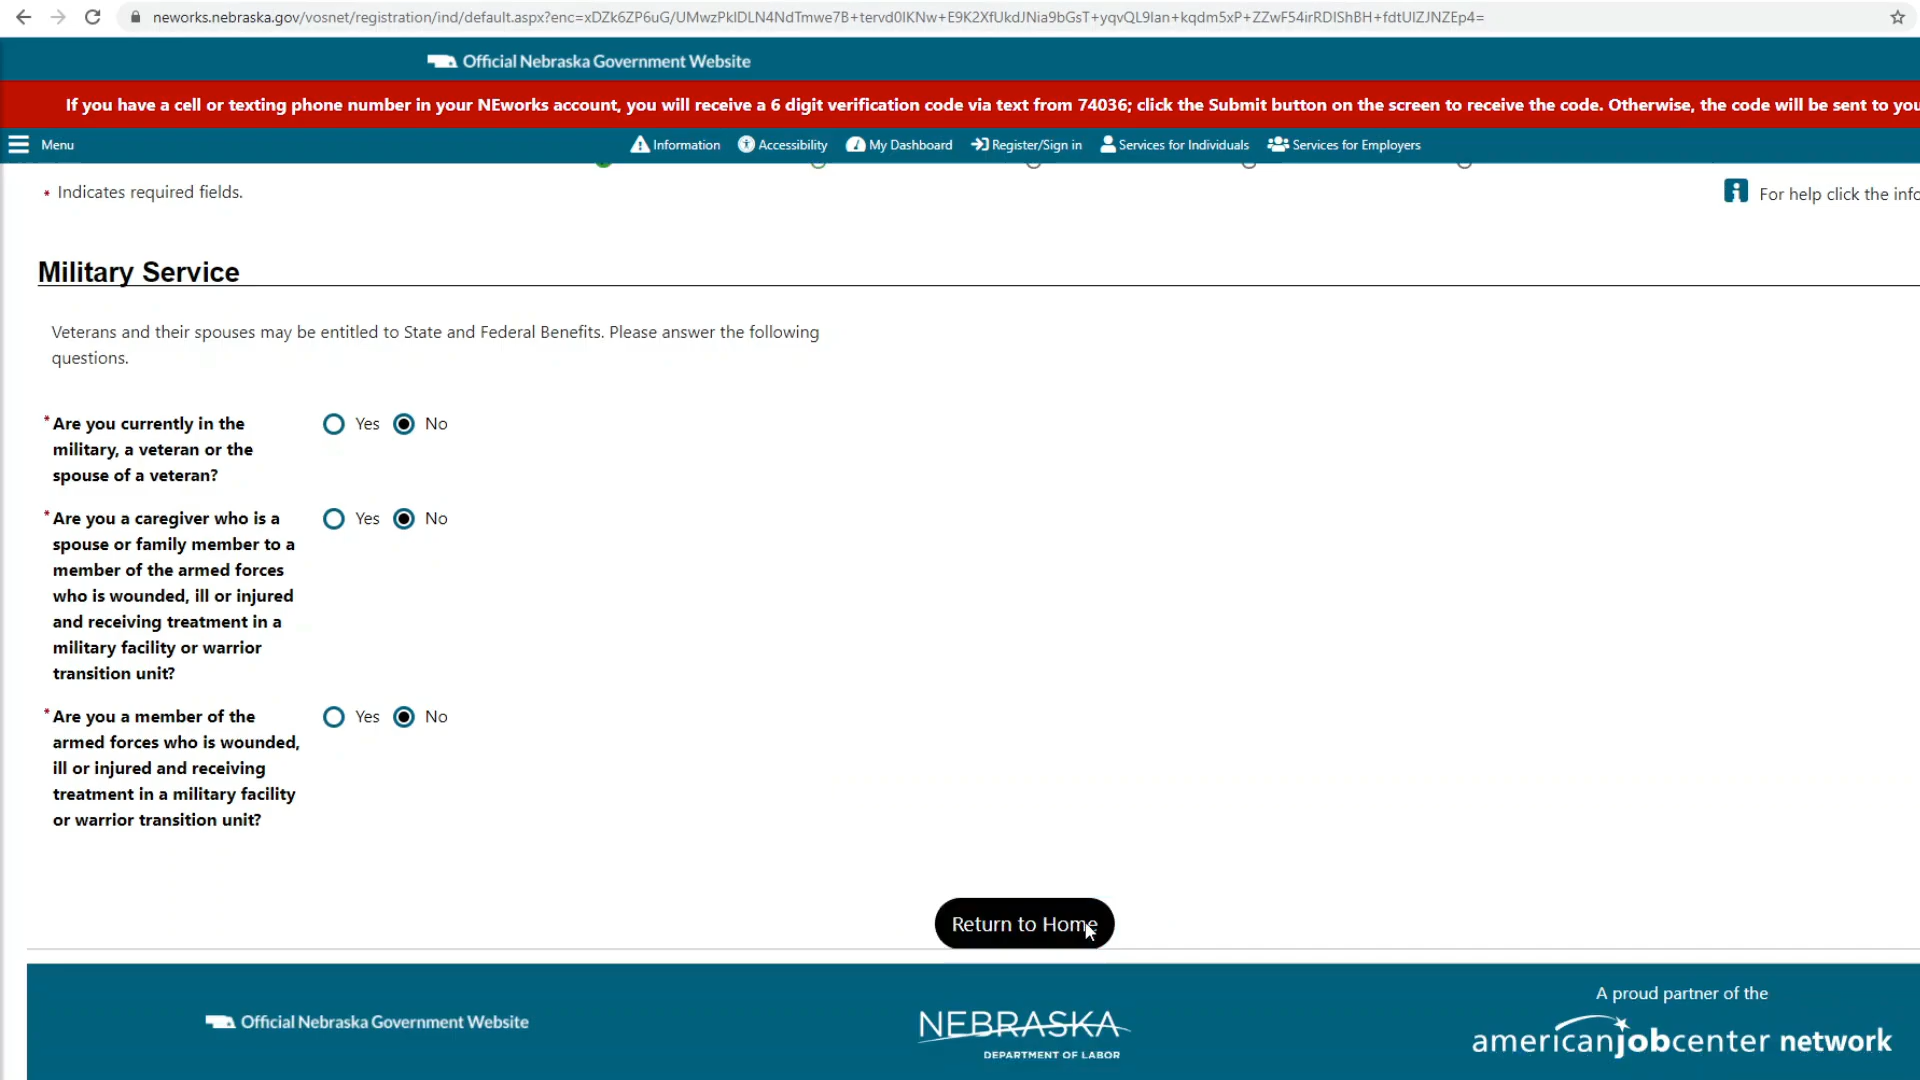 neworks.nebraska.gov/vosnet/registration/ind/default.aspx?enc=xDZk6ZP6uG/UMwzPklDLN4NdTmwe7B+tervd0lKNw+E9K2XfUkdJNia9bGsT+yqvQL9lan+kqdm5xP+ZZwF54irRDIShBH+fdtUIZJNZEp4=
Official Nebraska Government Website
If you have a cell or texting phone number in your NEworks account, you will receive a 6 digit verification code via text from 74036; click the Submit button on the screen to receive the code. Otherwise, the code will be sent to you
Menu Information Accessibility My Dashboard Register/Sign in Services for Individuals Services for Employers
* Indicates required fields.
For help click the info
Military Service
Veterans and their spouses may be entitled to State and Federal Benefits. Please answer the following
questions.
* Are you currently in the Yes No
military, a veteran or the
spouse of a veteran?
* Are you a caregiver who is a Yes No
spouse or family member to a
member of the armed forces
who is wounded, ill or injured
and receiving treatment in a
military facility or warrior
transition unit?
* Are you a member of the Yes No
armed forces who is wounded,
ill or injured and receiving
treatment in a military facility
or warrior transition unit?
Return to Home
A proud partner of the
Official Nebraska Government Website
NEBRASKA
DEPARTMENT OF LABOR
americanjobcenter network